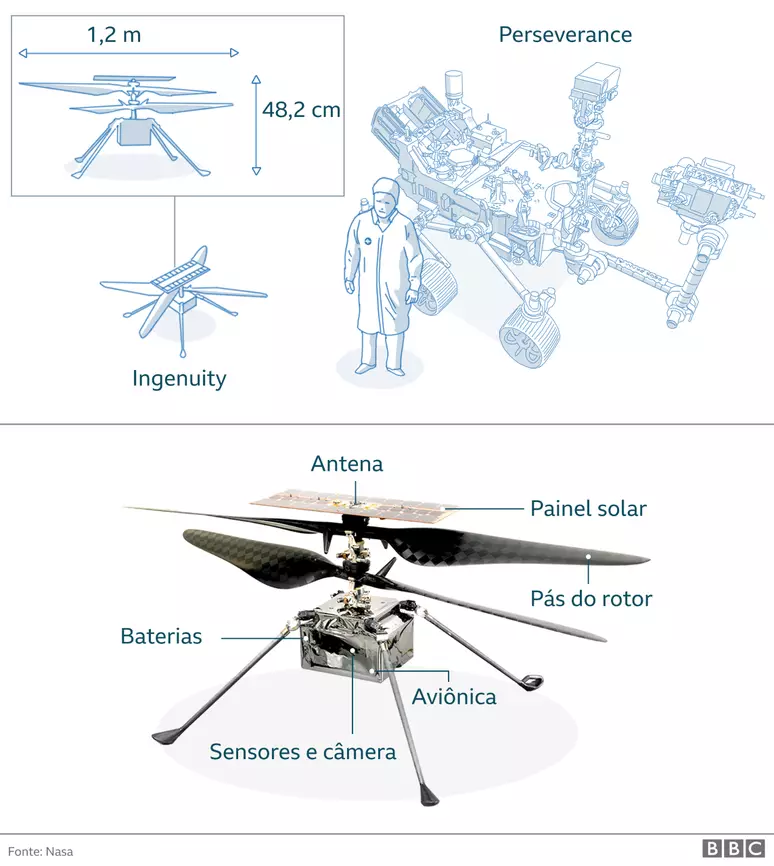 1,2 m
Perseverance
48,2 cm
Ingenuity
Antena
Painel solar
Pás do rotor
Baterias
Aviônica
Sensores e câmera
Fonte: Nasa
BBC